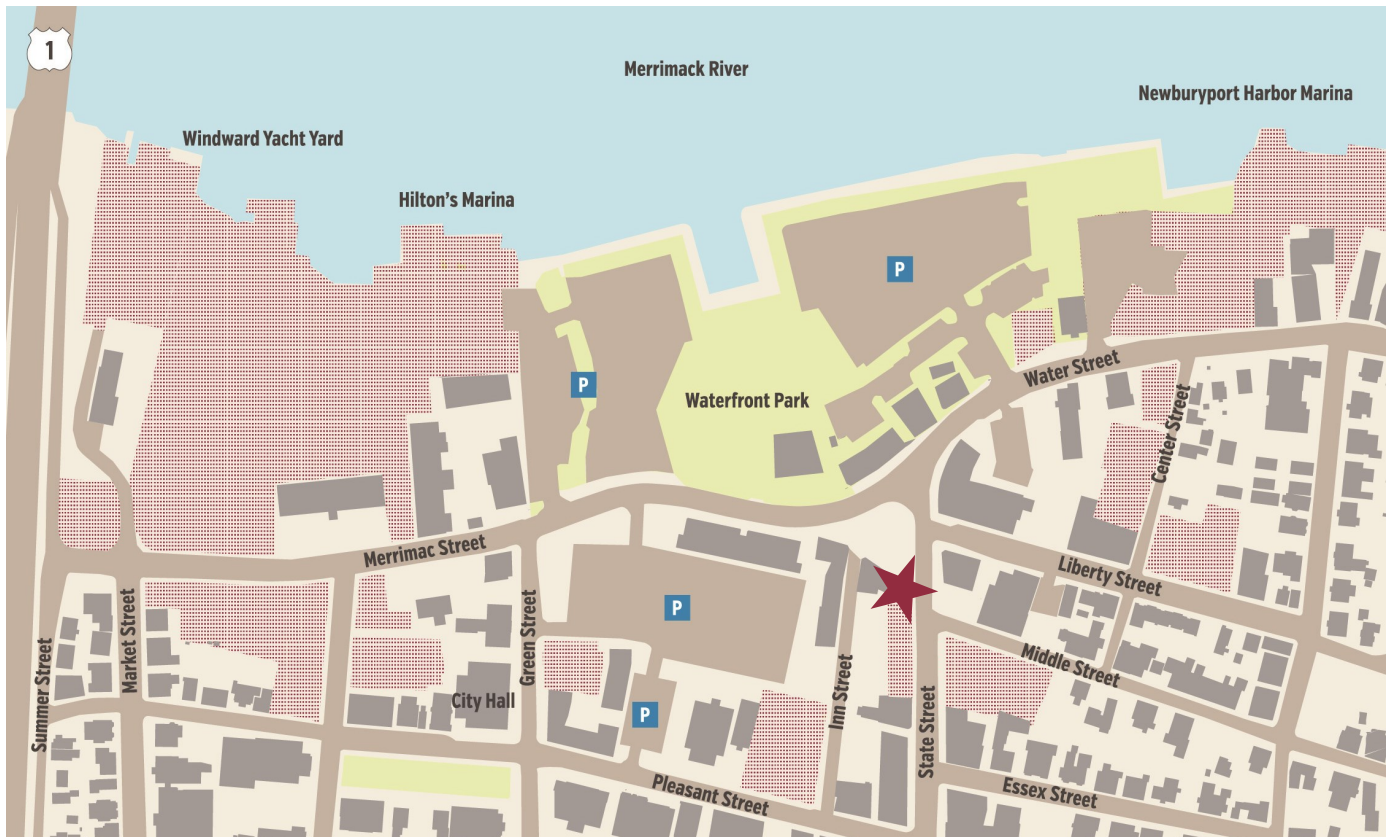 1
Merrimack River
Newburyport Harbor Marina
Windward Yacht Yard
Hilton's Marina
P
P
Waterfront Park
Water Street
Center Street
Merrimac Street
Liberty Street
P
Green Street
Market Street
Summer Street
Middle Street
City Hall
P
Inn Street
State Street
Pleasant Street
Essex Street